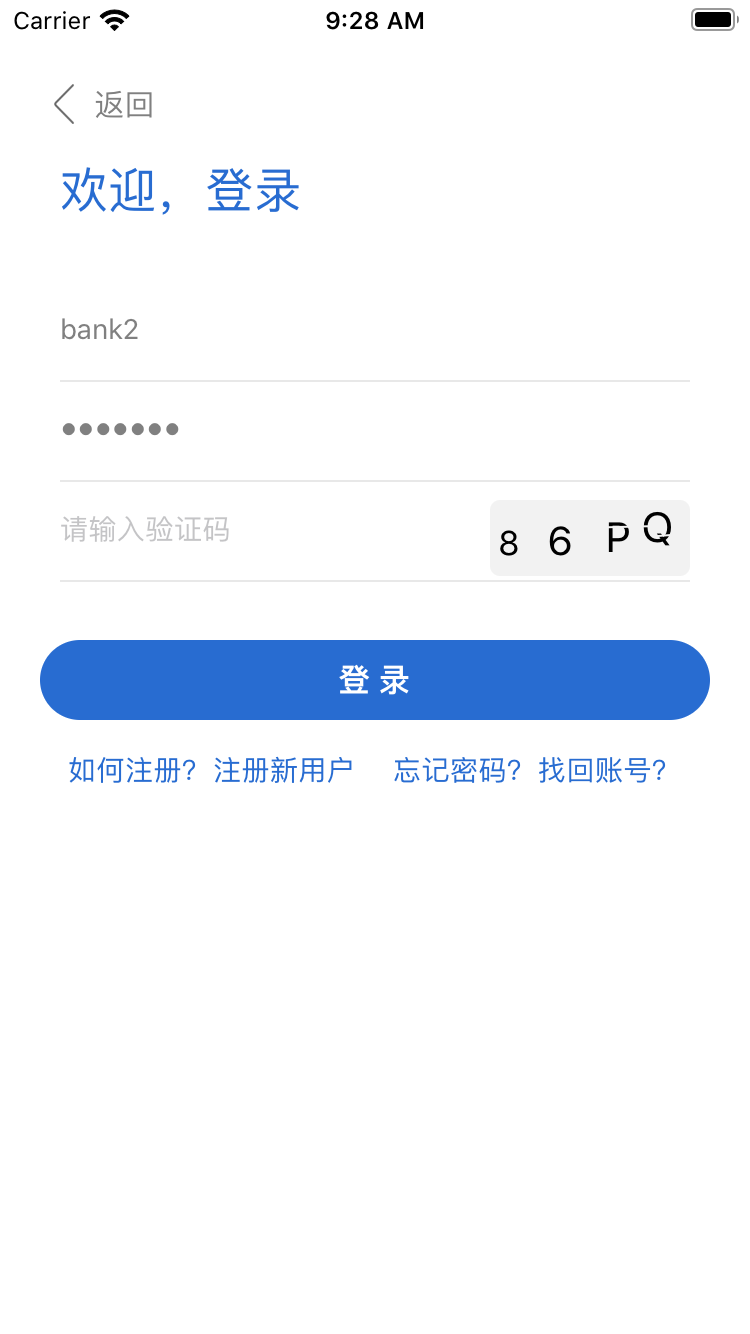 Carrier 9:28 AM
返回
欢迎，登录
bank2
•••••••
请输入验证码 8 6 P Q
登 录
如何注册？ 注册新用户 忘记密码？ 找回账号？